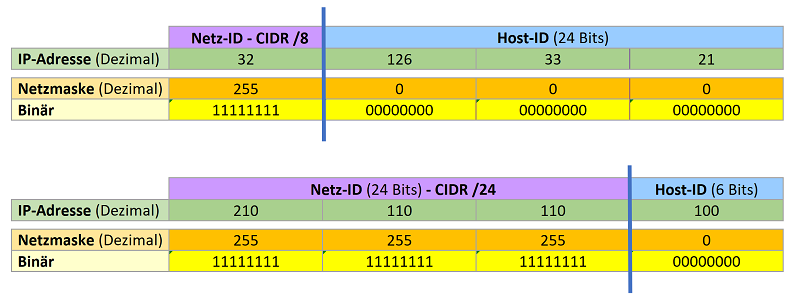 Netz-ID - CIDR /8 Host-ID (24 Bits)
IP-Adresse (Dezimal) 32 126 33 21
Netzmaske (Dezimal) 255 0 0 0
Binär 11111111 00000000 00000000 00000000
Netz-ID (24 Bits) - CIDR /24 Host-ID (6 Bits)
IP-Adresse (Dezimal) 210 110 110 100
Netzmaske (Dezimal) 255 255 255 0
Binär 11111111 11111111 11111111 00000000